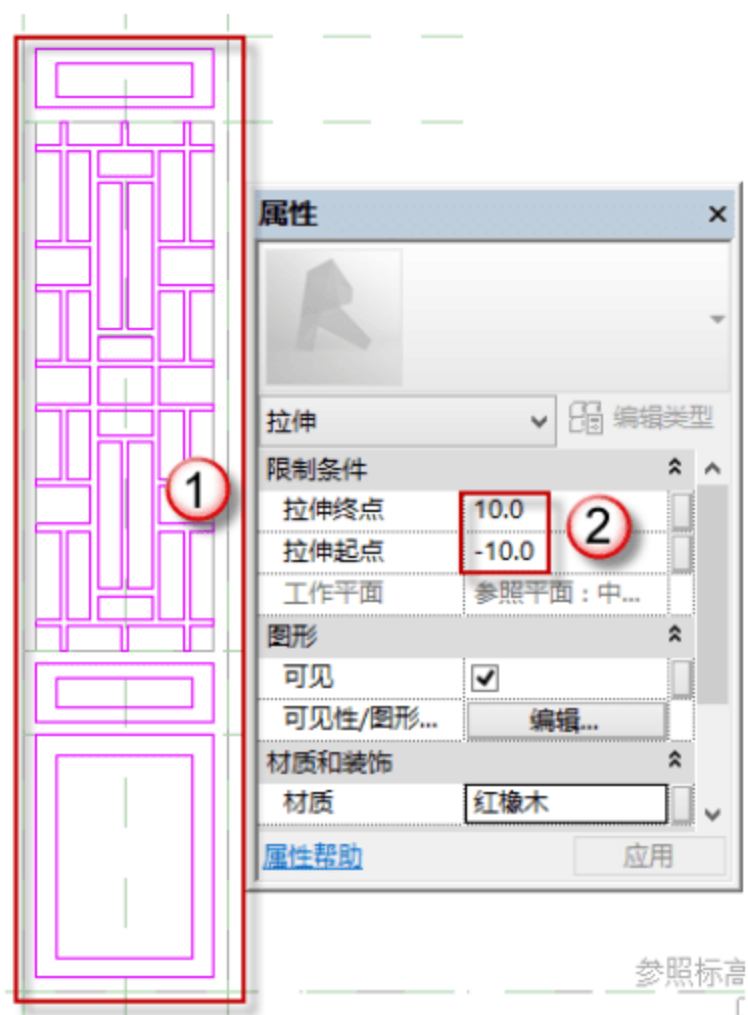 属性
拉伸
编辑类型
限制条件
拉伸终点 10.0
拉伸起点 -10.0
工作平面 参照平面：中...
图形
可见
可见性/图形... 编辑...
材质和装饰
材质 红橡木
属性帮助 应用
参照标高
1
2